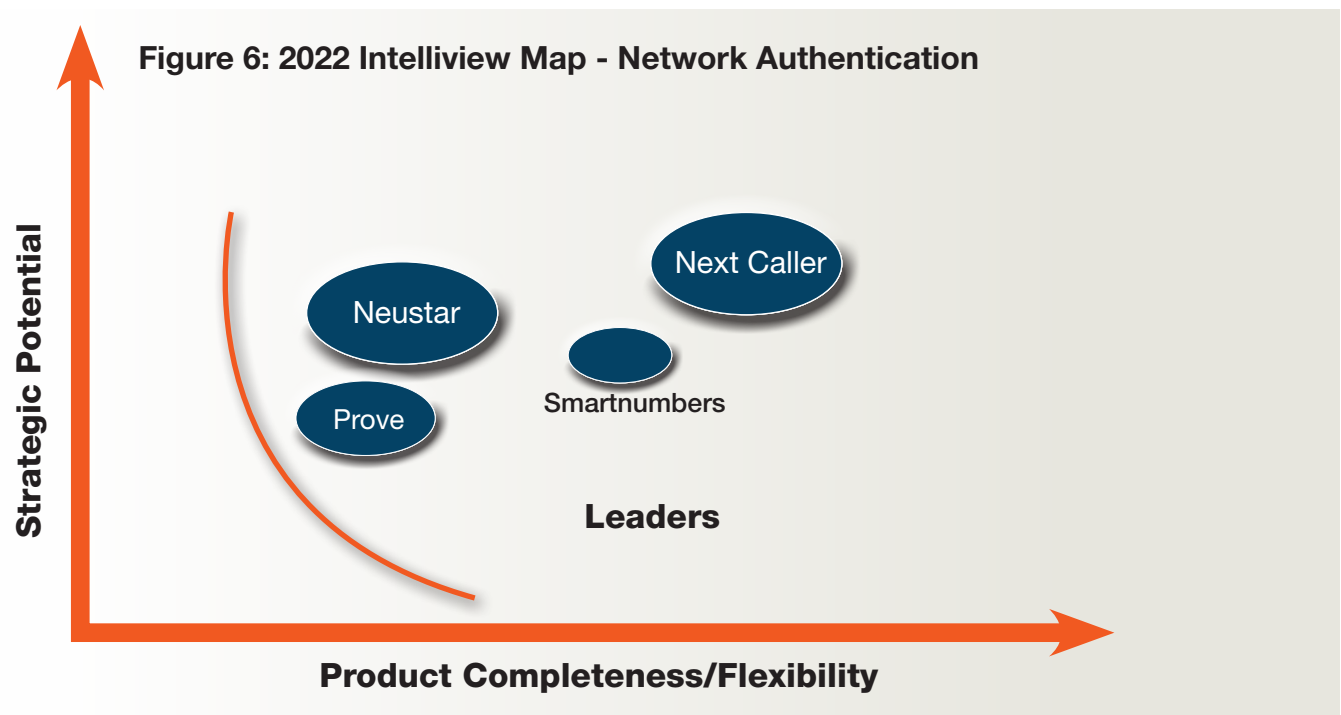 Figure 6: 2022 Intelliview Map - Network Authentication
Strategic Potential
Next Caller
Neustar
Smartnumbers
Prove
Leaders
Product Completeness/Flexibility